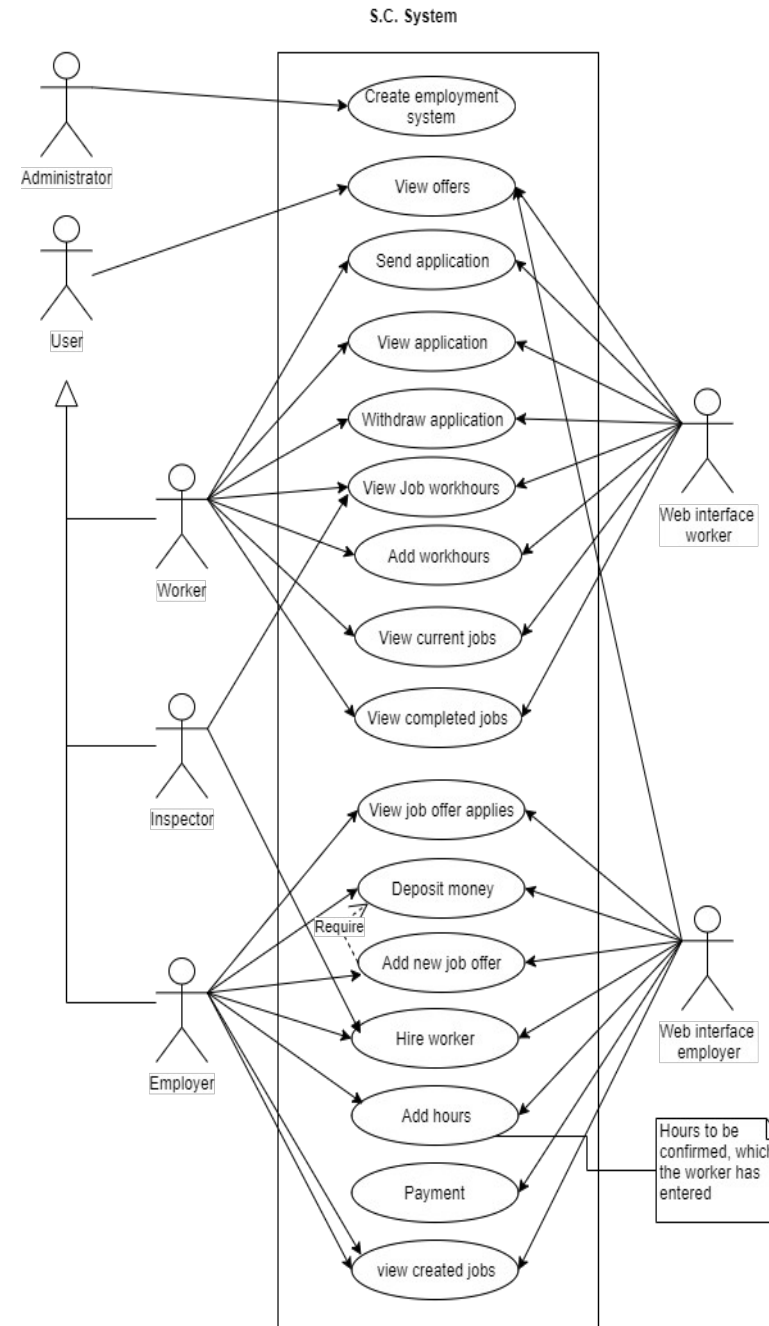 S.C. System
Create employment
system
Administrator
View offers
User
Send application
View application
Withdraw application
View Job workhours
Web interface
worker
Add workhours
Worker
View current jobs
View completed jobs
Inspector
View job offer applies
Deposit money
Require
Add new job offer
Hire worker
Web interface
employer
Employer
Add hours
Hours to be
confirmed, which
the worker has
entered
Payment
view created jobs